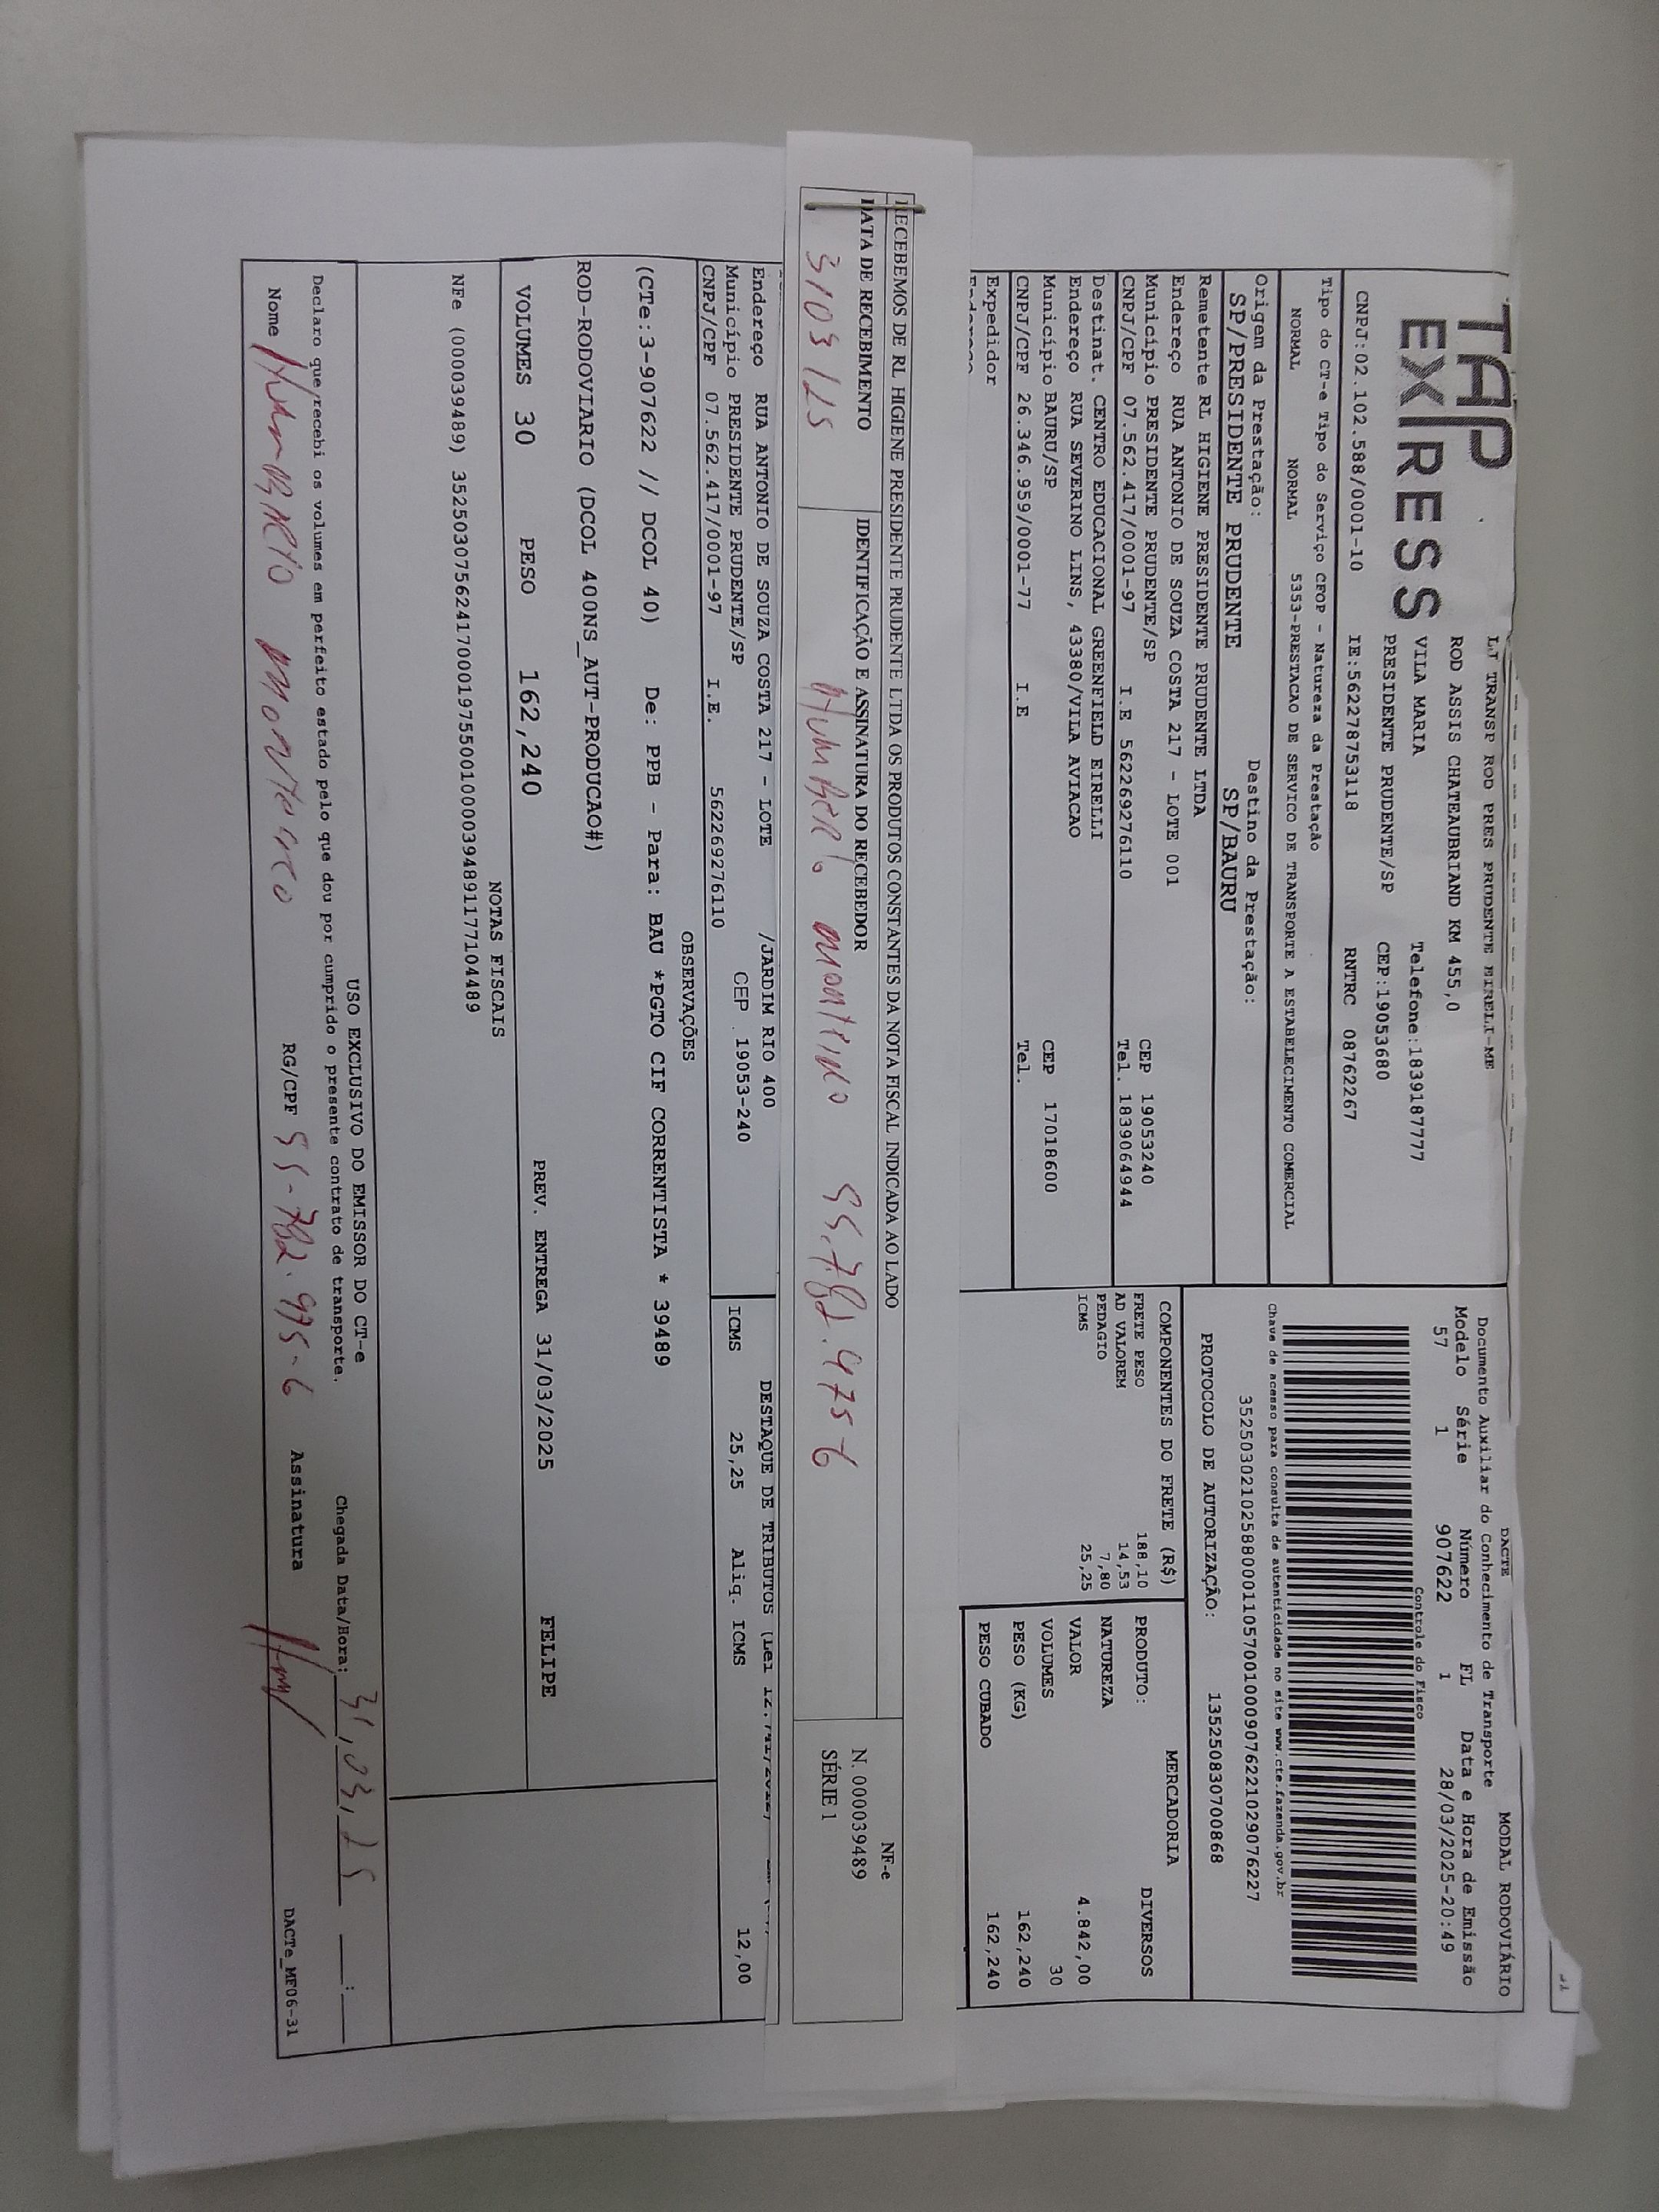 TAP EXPRESS
LJ TRANSP ROD PRES PRUDENTE EIRELI-ME
ROD ASSIS CHATEAUBRIAND KM 455,0
VILA MARIA Telefone:1839187777
PRESIDENTE PRUDENTE/SP CEP:19053680
CNPJ:02.102.588/0001-10 IE:562278753118 RNTRC 08762267
DACTE MODAL RODOVIÁRIO
Documento Auxiliar do Conhecimento de Transporte
Modelo Série Número FL Data e Hora de Emissão
57 1 907622 1 28/03/2025-20:49
Controle do Fisco
Chave de acesso para consulta de autenticidade no site www.cte.fazenda.gov.br
35250302102588000110570010009076221029076227
PROTOCOLO DE AUTORIZAÇÃO: 135250830700868
Tipo do CT-e Tipo do Serviço CFOP - Natureza da Prestação
NORMAL NORMAL 5353-PRESTACAO DE SERVICO DE TRANSPORTE A ESTABELECIMENTO COMERCIAL
Origem da Prestação: Destino da Prestação:
SP/PRESIDENTE PRUDENTE SP/BAURU
Remetente RL HIGIENE PRESIDENTE PRUDENTE LTDA
Endereço RUA ANTONIO DE SOUZA COSTA 217 - LOTE 001
Município PRESIDENTE PRUDENTE/SP CEP 19053240
CNPJ/CPF 07.562.417/0001-97 I.E 562269276110 Tel. 1839064944
Destinat. CENTRO EDUCACIONAL GREENFIELD EIRELLI
Endereço RUA SEVERINO LINS, 43380/VILA AVIACAO
Município BAURU/SP CEP 17018600
CNPJ/CPF 26.346.959/0001-77 I.E Tel.
Expedidor
COMPONENTES DO FRETE (R$)
FRETE PESO 188,10
AD VALOREM 14,53
PEDAGIO 7,80
ICMS 25,25
MERCADORIA
PRODUTO: DIVERSOS
NATUREZA
VALOR 4.842,00
VOLUMES 30
PESO (KG) 162,240
PESO CUBADO 162,240
RECEBEMOS DE RL HIGIENE PRESIDENTE PRUDENTE LTDA OS PRODUTOS CONSTANTES DA NOTA FISCAL INDICADA AO LADO
DATA DE RECEBIMENTO IDENTIFICAÇÃO E ASSINATURA DO RECEBEDOR
31 03 /25 Humberto Monteiro 55.782.975-6
NF-e
N. 000039489
SÉRIE 1
Endereço RUA ANTONIO DE SOUZA COSTA 217 - LOTE /JARDIM RIO 400
Município PRESIDENTE PRUDENTE/SP CEP 19053-240
CNPJ/CPF 07.562.417/0001-97 I.E. 562269276110
DESTAQUE DE TRIBUTOS (Lei
ICMS 25,25 Aliq. ICMS 12,00
OBSERVAÇÕES
(CTe:3-907622 // DCOL 40) De: PPB - Para: BAU *PGTO CIF CORRENTISTA * 39489
ROD-RODOVIARIO (DCOL 400NS_AUT-PRODUCAO#)
VOLUMES 30 PESO 162,240 PREV. ENTREGA 31/03/2025 FELIPE
NOTAS FISCAIS
NFe (000039489) 35250307562417000197550010000394891177104489
USO EXCLUSIVO DO EMISSOR DO CT-e
Declaro que recebi os volumes em perfeito estado pelo que dou por cumprido o presente contrato de transporte. Chegada Data/Hora: 31,03,25 :
Nome Humberto Monteiro RG/CPF 55-782.975-6 Assinatura
DACTe_MF06-31